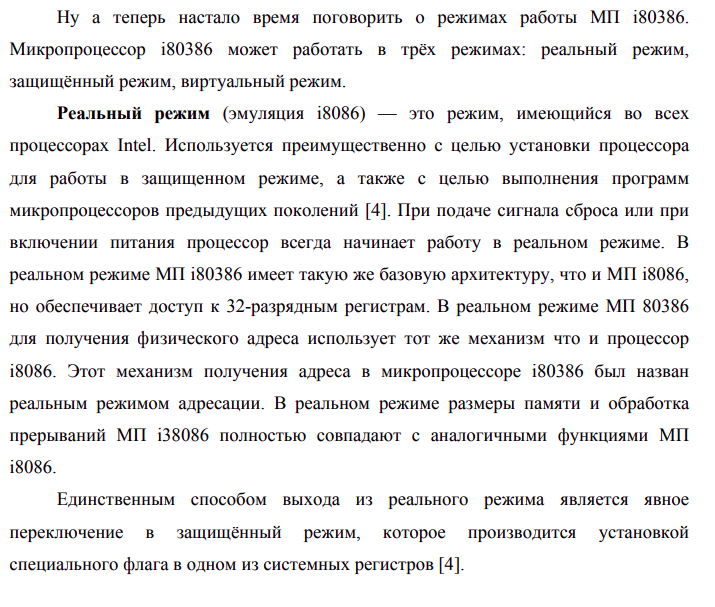 Ну а теперь настало время поговорить о режимах работы МП i80386.
Микропроцессор i80386 может работать в трёх режимах: реальный режим,
защищённый режим, виртуальный режим.
Реальный режим (эмуляция i8086) — это режим, имеющийся во всех
процессорах Intel. Используется преимущественно с целью установки процессора
для работы в защищенном режиме, а также с целью выполнения программ
микропроцессоров предыдущих поколений [4]. При подаче сигнала сброса или при
включении питания процессор всегда начинает работу в реальном режиме. В
реальном режиме МП i80386 имеет такую же базовую архитектуру, что и МП i8086,
но обеспечивает доступ к 32-разрядным регистрам. В реальном режиме МП 80386
для получения физического адреса использует тот же механизм что и процессор
i8086. Этот механизм получения адреса в микропроцессоре i80386 был назван
реальным режимом адресации. В реальном режиме размеры памяти и обработка
прерываний МП i38086 полностью совпадают с аналогичными функциями МП
i8086.
Единственным способом выхода из реального режима является явное
переключение в защищённый режим, которое производится установкой
специального флага в одном из системных регистров [4].